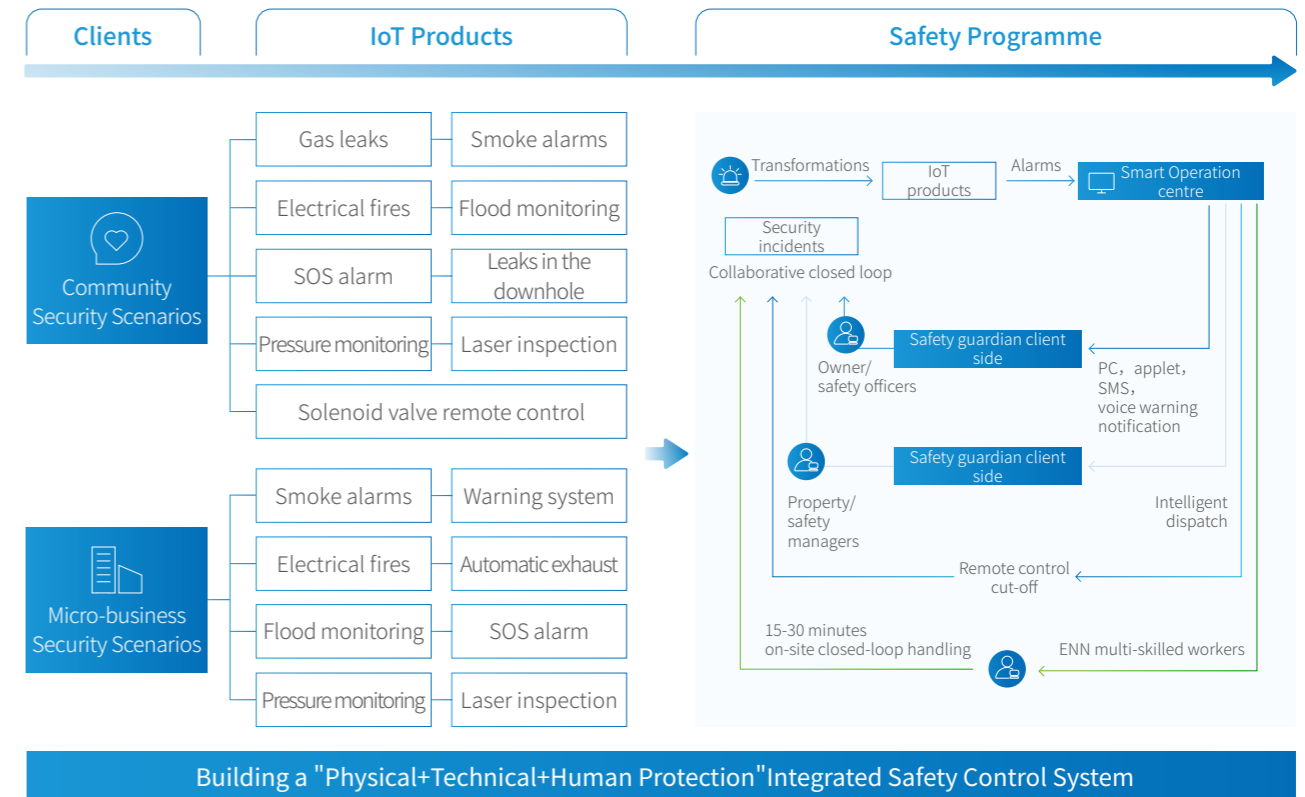 Clients
IoT Products
Safety Programme
Community
Security Scenarios
Gas leaks
Smoke alarms
Electrical fires
Flood monitoring
SOS alarm
Leaks in the
downhole
Pressure monitoring
Laser inspection
Solenoid valve remote control
Micro-business
Security Scenarios
Smoke alarms
Warning system
Electrical fires
Automatic exhaust
Flood monitoring
SOS alarm
Pressure monitoring
Laser inspection
Transformations
IoT
products
Alarms
Smart Operation
centre
Security
incidents
Collaborative closed loop
Owner/
safety officers
Safety guardian client
side
PC，applet，
SMS，
voice warning
notification
Property/
safety
managers
Safety guardian client
side
Intelligent
dispatch
Remote control
cut-off
15-30 minutes
on-site closed-loop handling
ENN multi-skilled workers
Building a "Physical+Technical+Human Protection"Integrated Safety Control System